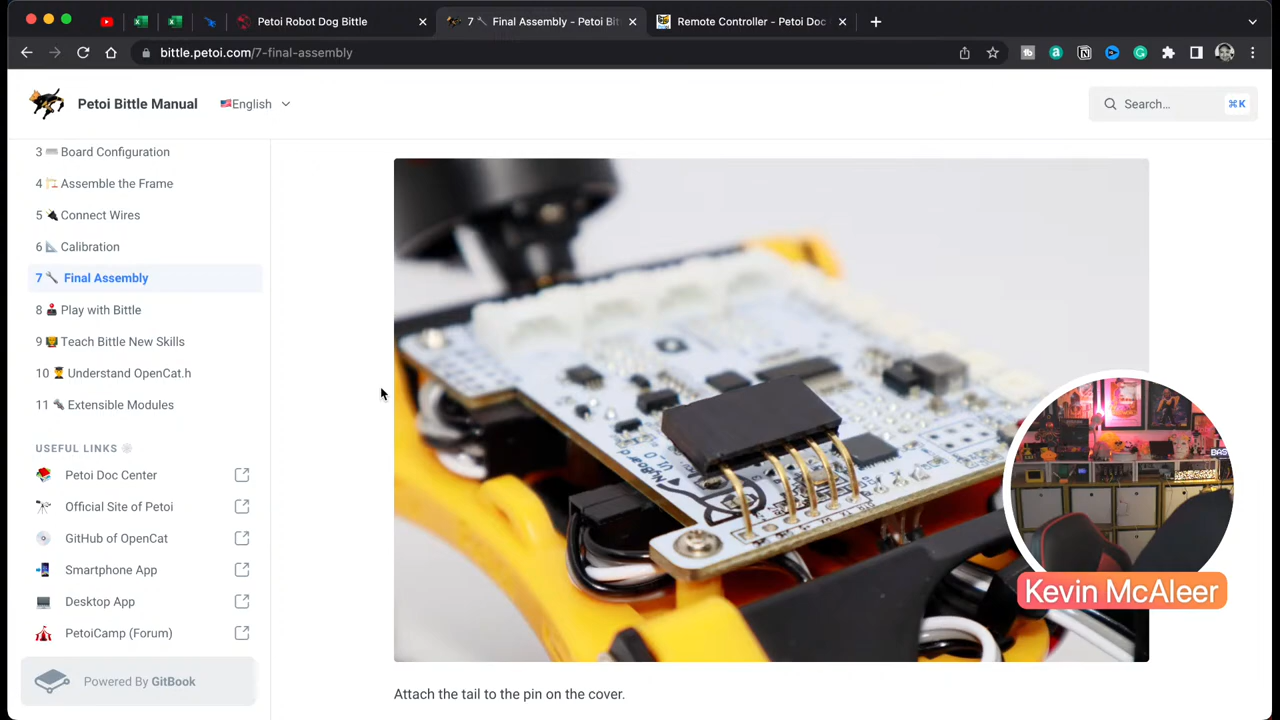 Petoi Robot Dog Bittle
7 🔧 Final Assembly - Petoi Bit
Remote Controller - Petoi Doc
bittle.petoi.com/7-final-assembly
Petoi Bittle Manual
English
Search...
⌘K
3 Board Configuration
4 Assemble the Frame
5 Connect Wires
6 Calibration
7 Final Assembly
8 Play with Bittle
9 Teach Bittle New Skills
10 Understand OpenCat.h
11 Extensible Modules
USEFUL LINKS
Petoi Doc Center
Official Site of Petoi
GitHub of OpenCat
Smartphone App
Desktop App
PetoiCamp (Forum)
Powered By GitBook
BAS
Kevin McAleer
Attach the tail to the pin on the cover.